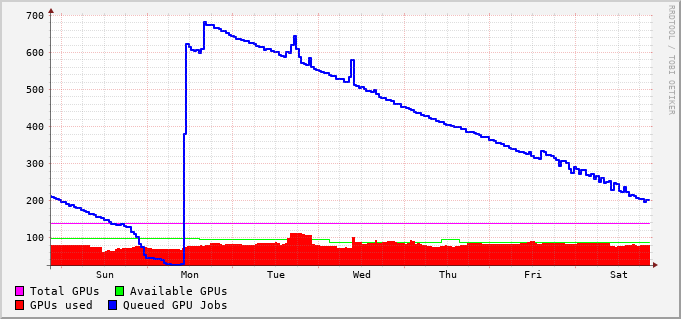 700
600
500
400
300
200
100
Sun Mon Tue Wed Thu Fri Sat
Total GPUs Available GPUs
GPUs used Queued GPU Jobs
RRDTOOL / TOBI OETIKER